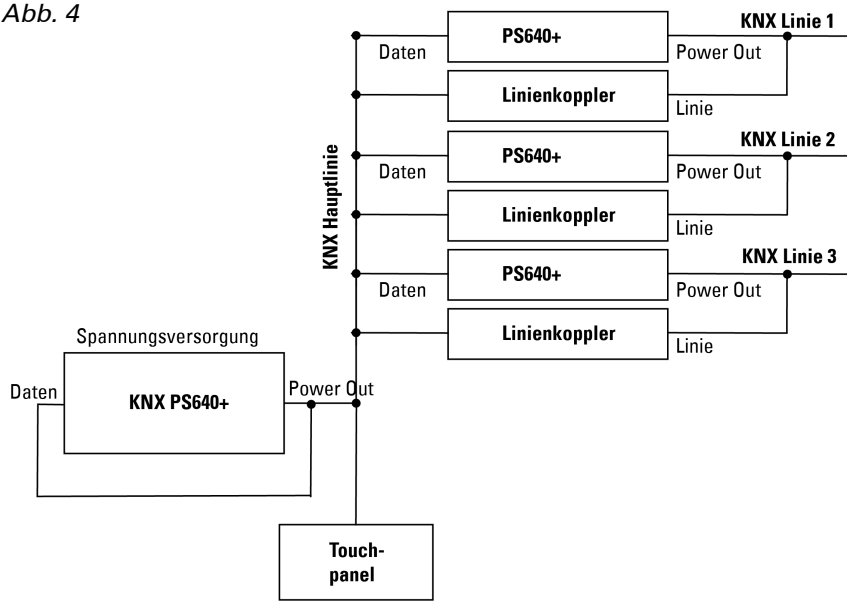 Abb. 4
KNX Linie 1
PS640+
Daten
Power Out
Linienkoppler
Linie
KNX Linie 2
PS640+
Daten
Power Out
Linienkoppler
Linie
KNX Hauptlinie
KNX Linie 3
PS640+
Daten
Power Out
Linienkoppler
Linie
Spannungsversorgung
Daten
KNX PS640+
Power Out
Touch-
panel